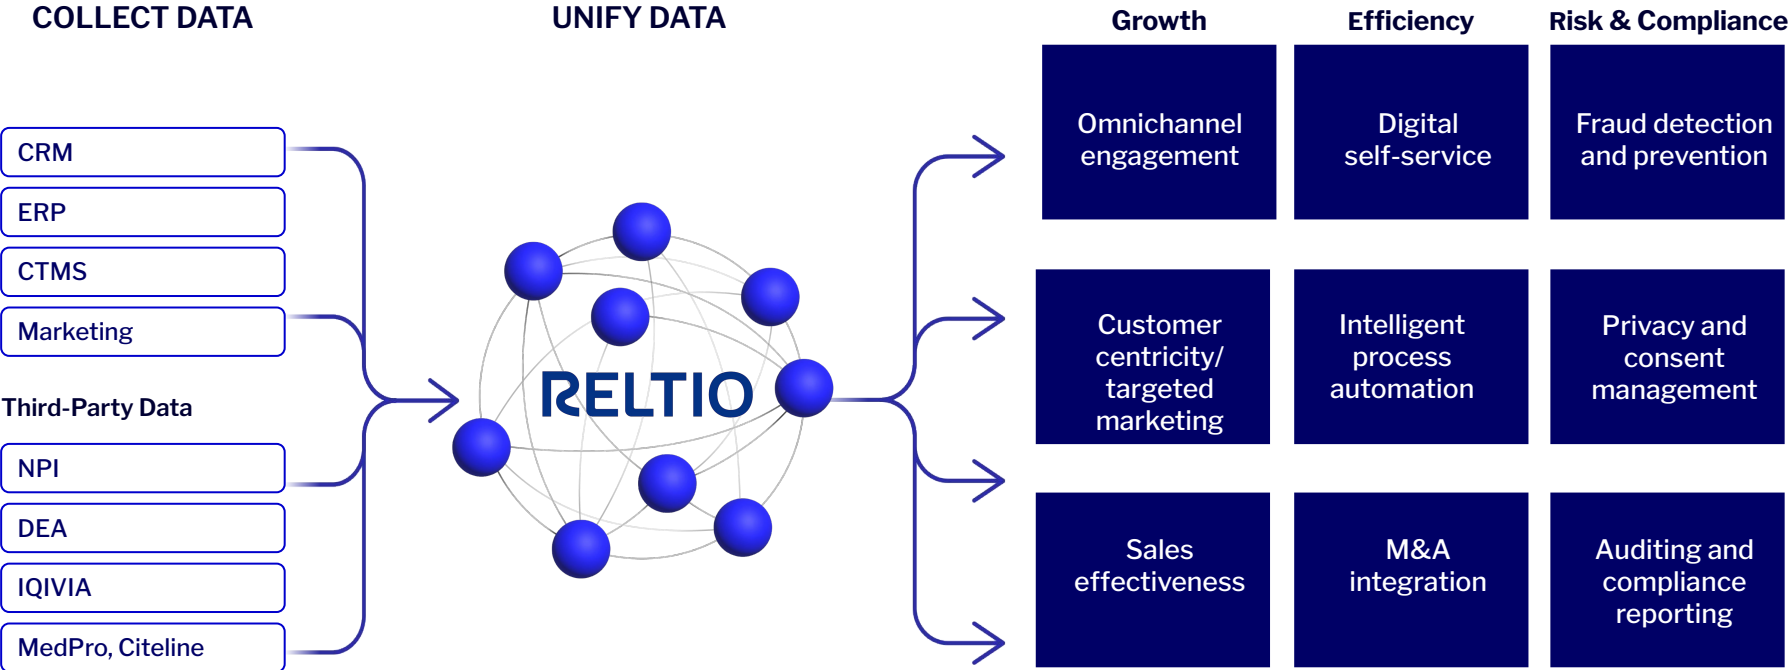 COLLECT DATA
CRM
ERP
CTMS
Marketing
Third-Party Data
NPI
DEA
IQIVIA
MedPro, Citeline
UNIFY DATA
RELTIO
Growth
Efficiency
Risk & Compliance
Omnichannel
engagement
Digital
self-service
Fraud detection
and prevention
Customer
centricity/
targeted
marketing
Intelligent
process
automation
Privacy and
consent
management
Sales
effectiveness
M&A
integration
Auditing and
compliance
reporting